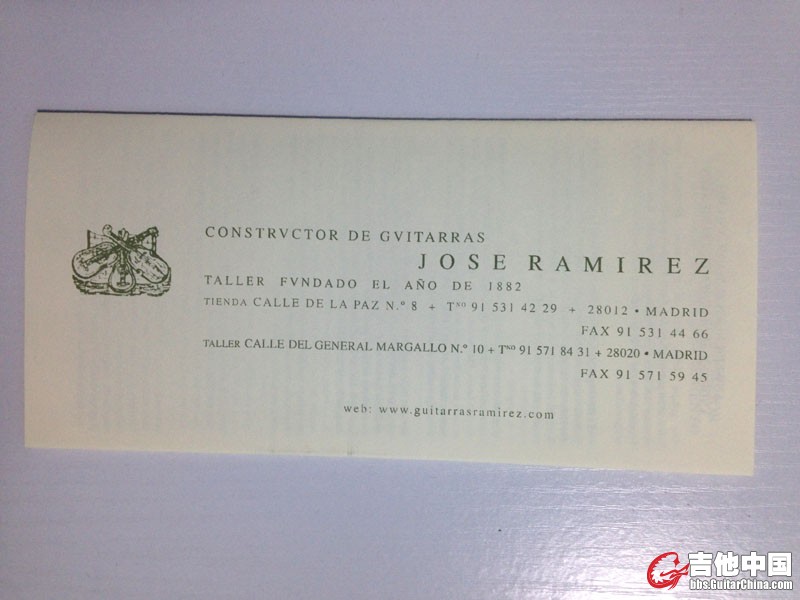 CONSTRVCTOR DE GVITARRAS
JOSE RAMIREZ
TALLER FVNDADO EL AÑO DE 1882
TIENDA CALLE DE LA PAZ N.º 8 + Tᴺᴼ 91 531 42 29 + 28012 • MADRID
FAX 91 531 44 66
TALLER CALLE DEL GENERAL MARGALLO N.º 10 + Tᴺᴼ 91 571 84 31 + 28020 • MADRID
FAX 91 571 59 45
web: www.guitarrasramirez.com
吉他中国
bbs.GuitarChina.com